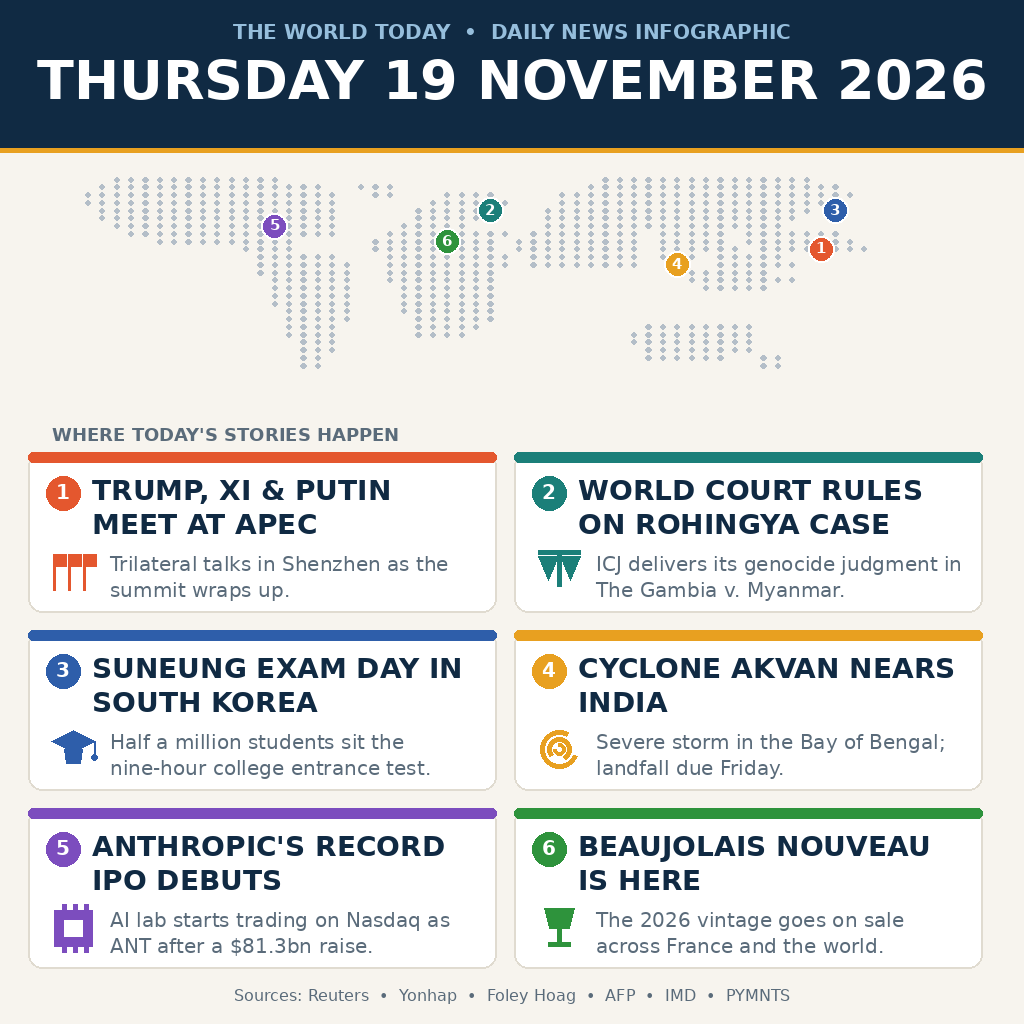 THE WORLD TODAY • DAILY NEWS INFOGRAPHIC
THURSDAY 19 NOVEMBER 2026
5
2
3
6
1
4
WHERE TODAY'S STORIES HAPPEN
1
TRUMP, XI & PUTIN
MEET AT APEC
Trilateral talks in Shenzhen as the
summit wraps up.
2
WORLD COURT RULES
ON ROHINGYA CASE
ICJ delivers its genocide judgment in
The Gambia v. Myanmar.
3
SUNEUNG EXAM DAY IN
SOUTH KOREA
Half a million students sit the
nine-hour college entrance test.
4
CYCLONE AKVAN NEARS
INDIA
Severe storm in the Bay of Bengal;
landfall due Friday.
5
ANTHROPIC'S RECORD
IPO DEBUTS
AI lab starts trading on Nasdaq as
ANT after a $81.3bn raise.
6
BEAUJOLAIS NOUVEAU
IS HERE
The 2026 vintage goes on sale
across France and the world.
Sources: Reuters • Yonhap • Foley Hoag • AFP • IMD • PYMNTS